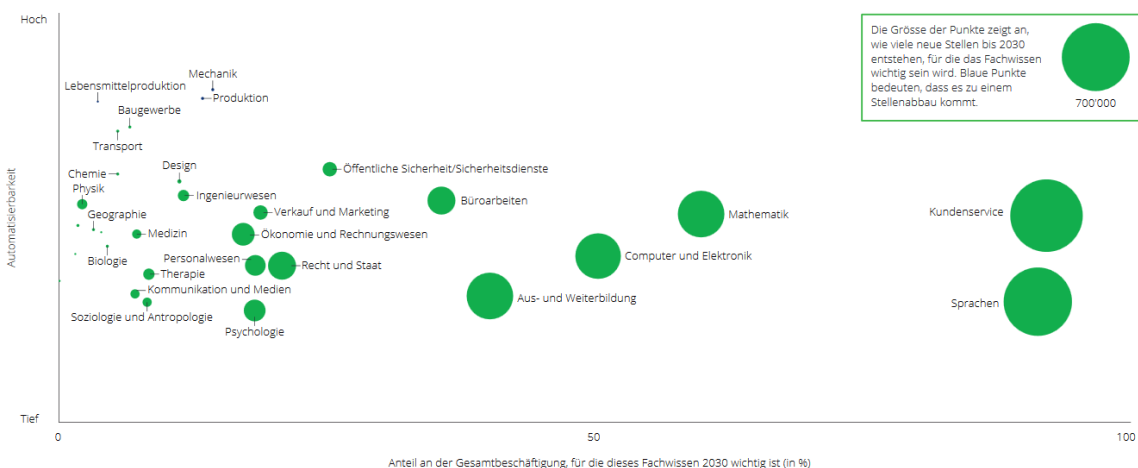 Hoch
Die Grösse der Punkte zeigt an,
wie viele neue Stellen bis 2030
entstehen, für die das Fachwissen
wichtig sein wird. Blaue Punkte
bedeuten, dass es zu einem
Stellenabbau kommt.
700'000
Mechanik
Lebensmittelproduktion
Produktion
Baugewerbe
Transport
Design
Öffentliche Sicherheit/Sicherheitsdienste
Chemie
Physik
Ingenieurwesen
Büroarbeiten
Geographie
Verkauf und Marketing
Mathematik
Kundenservice
Medizin
Ökonomie und Rechnungswesen
Automatisierbarkeit
Biologie
Personalwesen
Recht und Staat
Computer und Elektronik
Therapie
Kommunikation und Medien
Aus- und Weiterbildung
Sprachen
Soziologie und Antropologie
Psychologie
Tief
0
50
100
Anteil an der Gesamtbeschäftigung, für die dieses Fachwissen 2030 wichtig ist (in %)